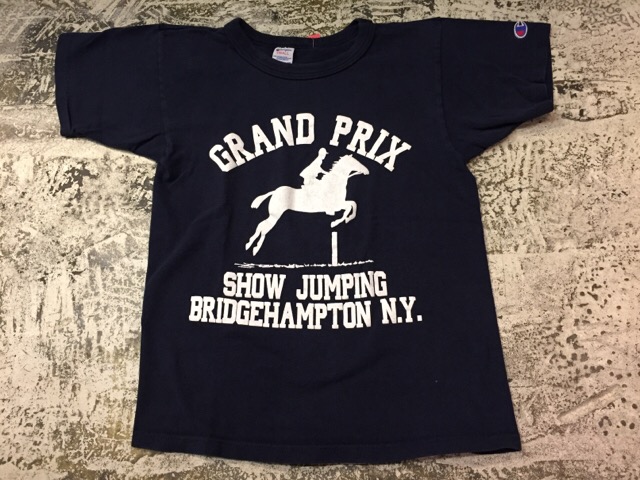 GRAND PRIX
SHOW JUMPING
BRIDGEHAMPTON N.Y.